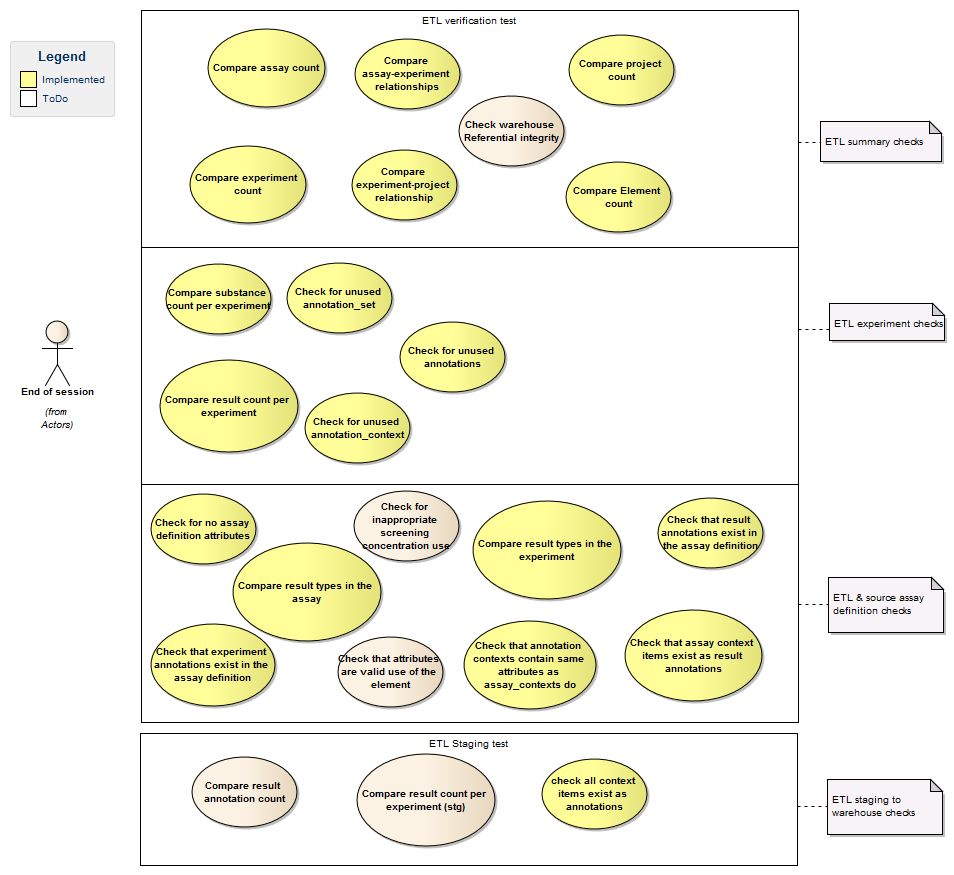 ETL verification test
Legend
Implemented
ToDo
Compare assay count
Compare
assay-experiment
relationships
Compare project
count
Check warehouse
Referential integrity
Compare experiment
count
Compare
experiment-project
relationship
Compare Element
count
ETL summary checks
Compare substance
count per experiment
Check for unused
annotation_set
Check for unused
annotations
Compare result count per
experiment
Check for unused
annotation_context
ETL experiment checks
End of session
(from
Actors)
Check for no assay
definition attributes
Check for
inappropriate
screening
concentration use
Compare result types in the
experiment
Check that result
annotations exist in
the assay definition
Compare result types in the
assay
Check that experiment
annotations exist in the
assay definition
Check that attributes
are valid use of the
element
Check that annotation
contexts contain same
attributes as
assay_contexts do
Check that assay context
items exist as result
annotations
ETL & source assay
definition checks
ETL Staging test
Compare result
annotation count
Compare result count per
experiment (stg)
check all context
items exist as
annotations
ETL staging to
warehouse checks